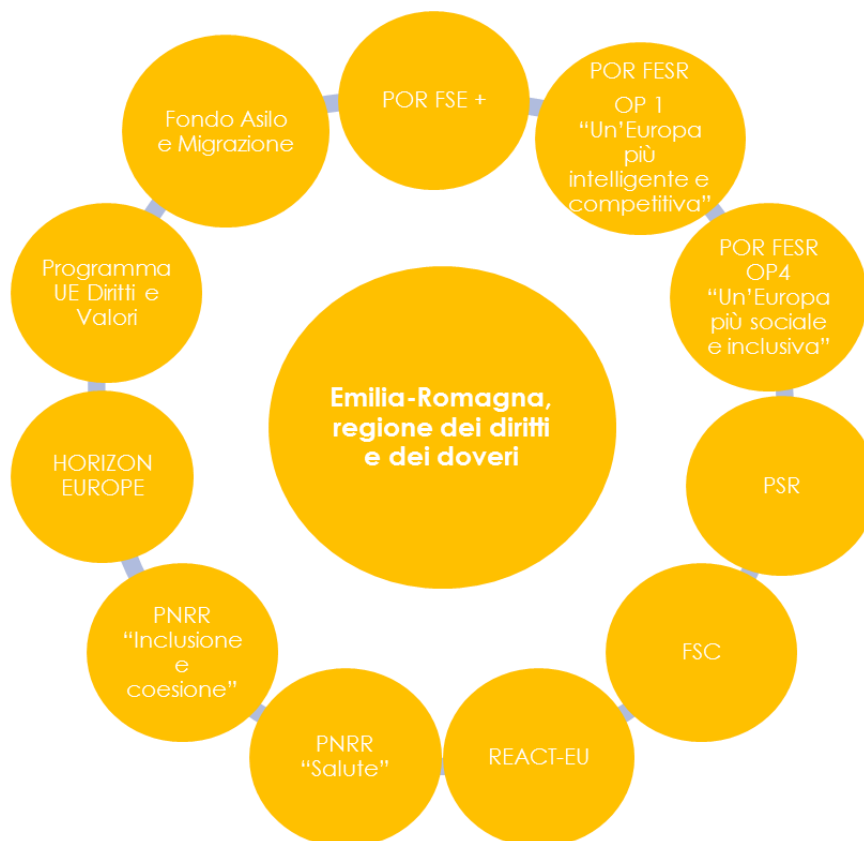 POR FSE +
POR FESR
OP 1
“Un’Europa
più
intelligente e
competitiva”
POR FESR
OP4
“Un’Europa
più sociale
e inclusiva”
PSR
FSC
REACT-EU
PNRR
“Salute”
PNRR
“Inclusione
e
coesione”
HORIZON
EUROPE
Programma
UE Diritti e
Valori
Fondo Asilo
e Migrazione
Emilia-Romagna,
regione dei diritti
e dei doveri